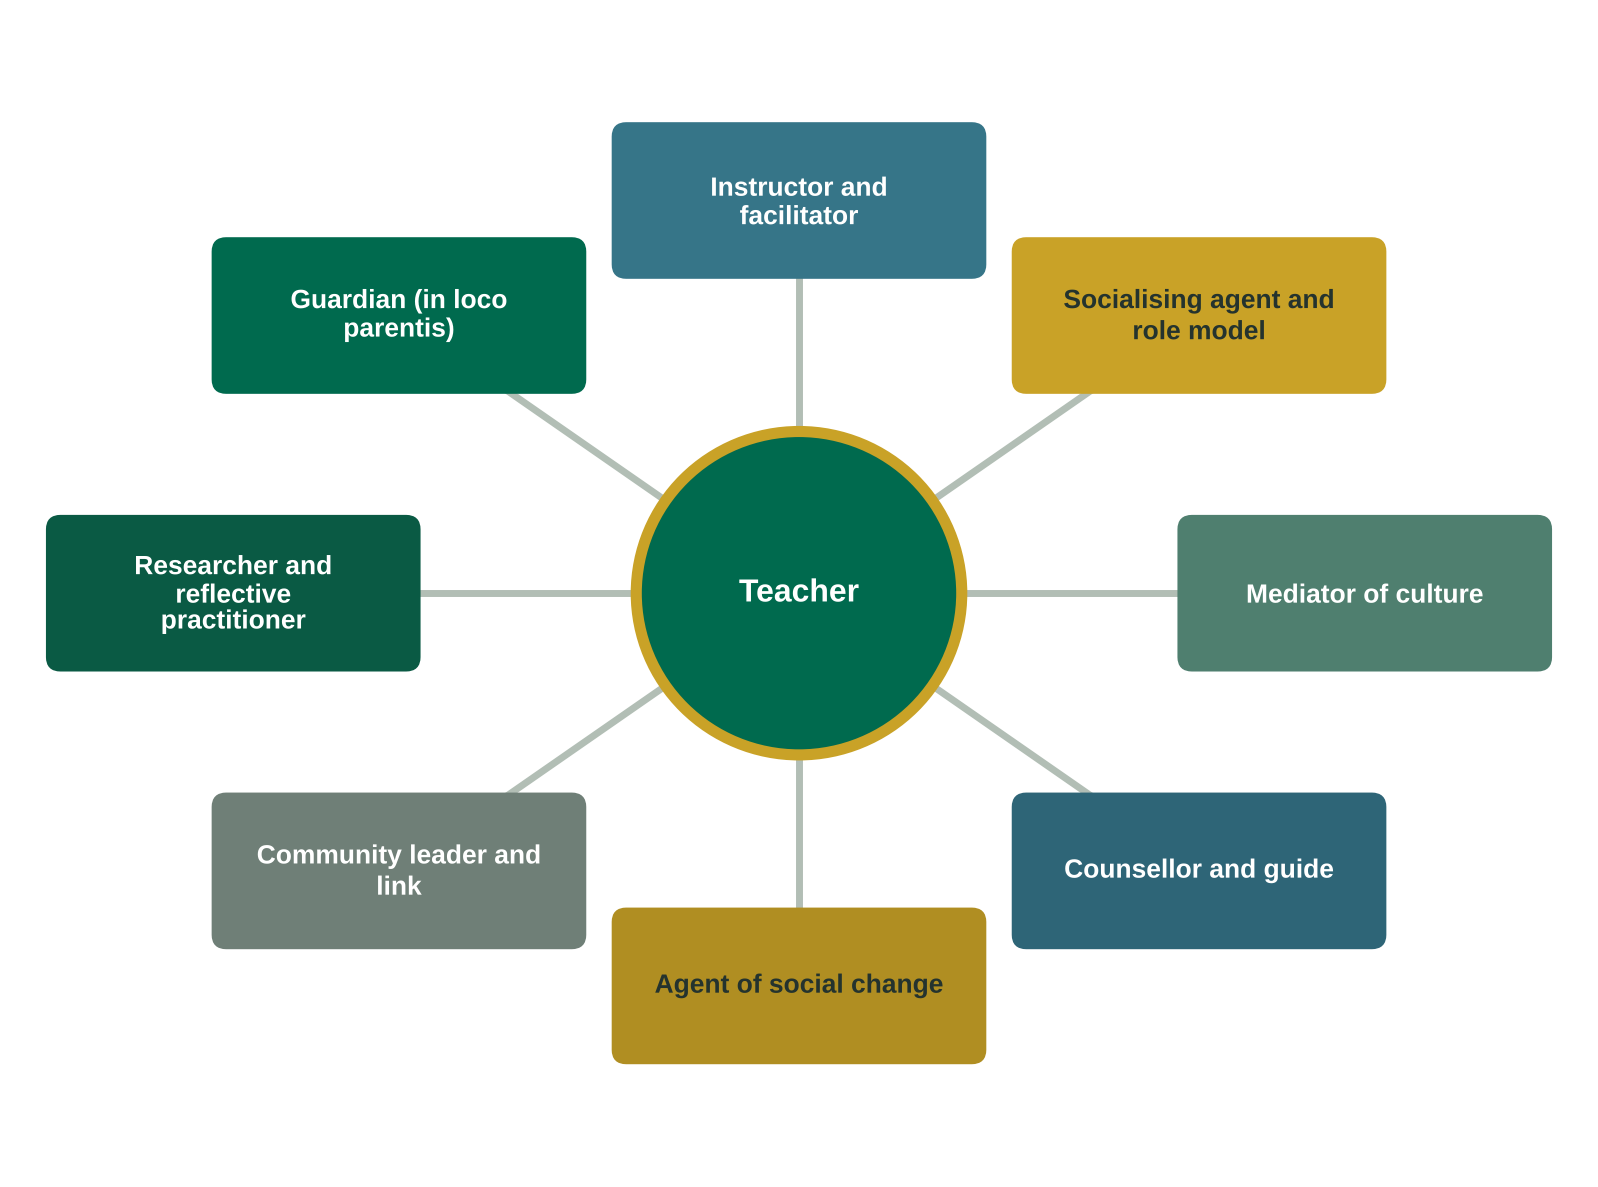 Instructor and
facilitator
Guardian (in loco
parentis)
Socialising agent and
role model
Researcher and
reflective
practitioner
Teacher
Mediator of culture
Community leader and
link
Counsellor and guide
Agent of social change